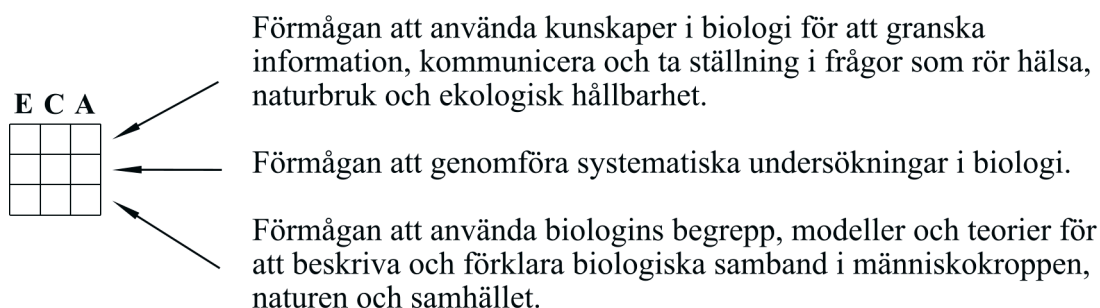 Förmågan att använda kunskaper i biologi för att granska
information, kommunicera och ta ställning i frågor som rör hälsa,
naturbruk och ekologisk hållbarhet.
E C A
Förmågan att genomföra systematiska undersökningar i biologi.
Förmågan att använda biologins begrepp, modeller och teorier för
att beskriva och förklara biologiska samband i människokroppen,
naturen och samhället.